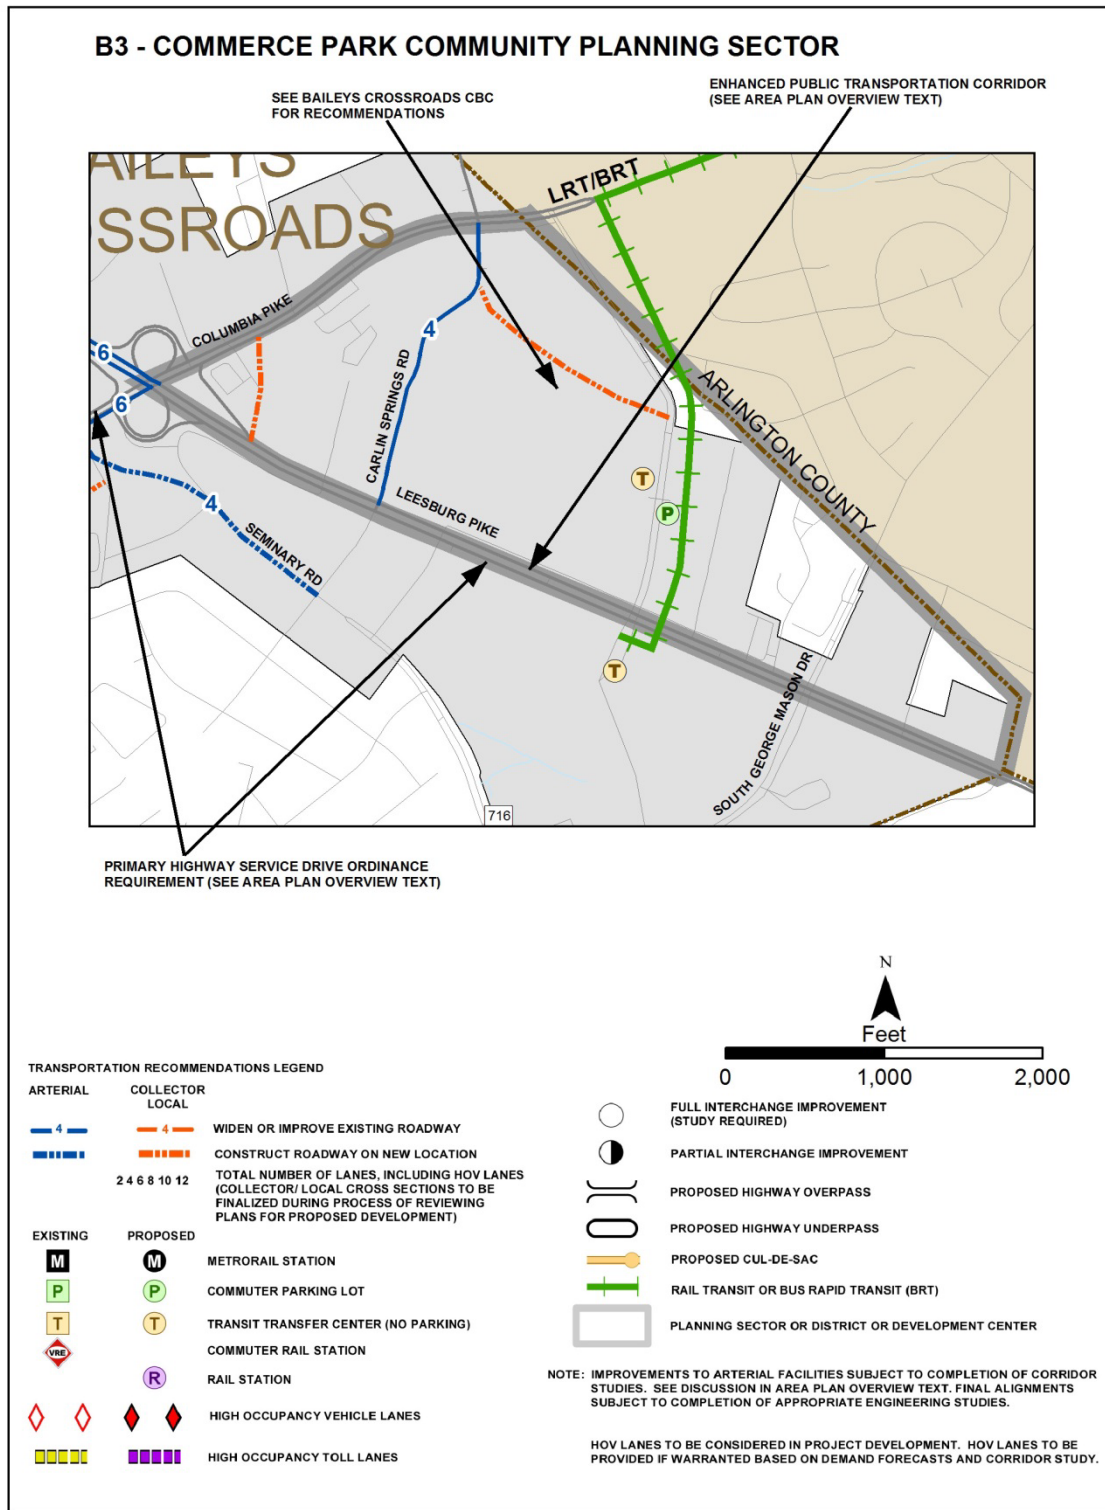 B3 - COMMERCE PARK COMMUNITY PLANNING SECTOR
SEE BAILEYS CROSSROADS CBC
FOR RECOMMENDATIONS
ENHANCED PUBLIC TRANSPORTATION CORRIDOR
(SEE AREA PLAN OVERVIEW TEXT)
AILEYS
SSROADS
LRT/BRT
COLUMBIA PIKE
6
6
4
CARLIN SPRINGS RD
ARLINGTON COUNTY
LEESBURG PIKE
4
SEMINARY RD
T
P
T
SOUTH GEORGE MASON DR
716
PRIMARY HIGHWAY SERVICE DRIVE ORDINANCE
REQUIREMENT (SEE AREA PLAN OVERVIEW TEXT)
N
Feet
0 1,000 2,000
TRANSPORTATION RECOMMENDATIONS LEGEND
ARTERIAL COLLECTOR
LOCAL
4 4 WIDEN OR IMPROVE EXISTING ROADWAY
CONSTRUCT ROADWAY ON NEW LOCATION
2 4 6 8 10 12 TOTAL NUMBER OF LANES, INCLUDING HOV LANES
(COLLECTOR/ LOCAL CROSS SECTIONS TO BE
FINALIZED DURING PROCESS OF REVIEWING
PLANS FOR PROPOSED DEVELOPMENT)
EXISTING PROPOSED
M M METRORAIL STATION
P P COMMUTER PARKING LOT
T T TRANSIT TRANSFER CENTER (NO PARKING)
VRE COMMUTER RAIL STATION
R RAIL STATION
HIGH OCCUPANCY VEHICLE LANES
HIGH OCCUPANCY TOLL LANES
FULL INTERCHANGE IMPROVEMENT
(STUDY REQUIRED)
PARTIAL INTERCHANGE IMPROVEMENT
PROPOSED HIGHWAY OVERPASS
PROPOSED HIGHWAY UNDERPASS
PROPOSED CUL-DE-SAC
RAIL TRANSIT OR BUS RAPID TRANSIT (BRT)
PLANNING SECTOR OR DISTRICT OR DEVELOPMENT CENTER
NOTE: IMPROVEMENTS TO ARTERIAL FACILITIES SUBJECT TO COMPLETION OF CORRIDOR
STUDIES. SEE DISCUSSION IN AREA PLAN OVERVIEW TEXT. FINAL ALIGNMENTS
SUBJECT TO COMPLETION OF APPROPRIATE ENGINEERING STUDIES.
HOV LANES TO BE CONSIDERED IN PROJECT DEVELOPMENT. HOV LANES TO BE
PROVIDED IF WARRANTED BASED ON DEMAND FORECASTS AND CORRIDOR STUDY.